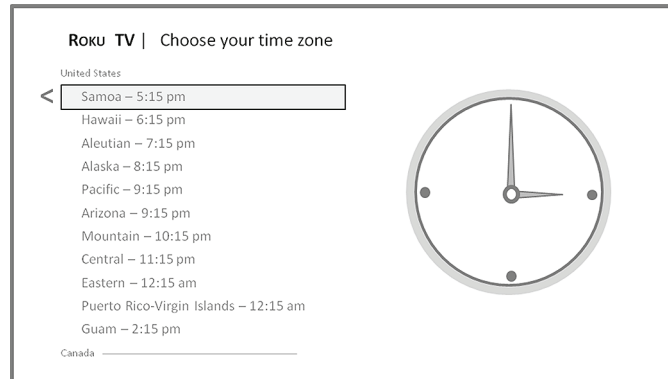 ROKU TV | Choose your time zone
United States
<
Samoa – 5:15 pm
Hawaii – 6:15 pm
Aleutian – 7:15 pm
Alaska – 8:15 pm
Pacific – 9:15 pm
Arizona – 9:15 pm
Mountain – 10:15 pm
Central – 11:15 pm
Eastern – 12:15 am
Puerto Rico-Virgin Islands – 12:15 am
Guam – 2:15 pm
Canada